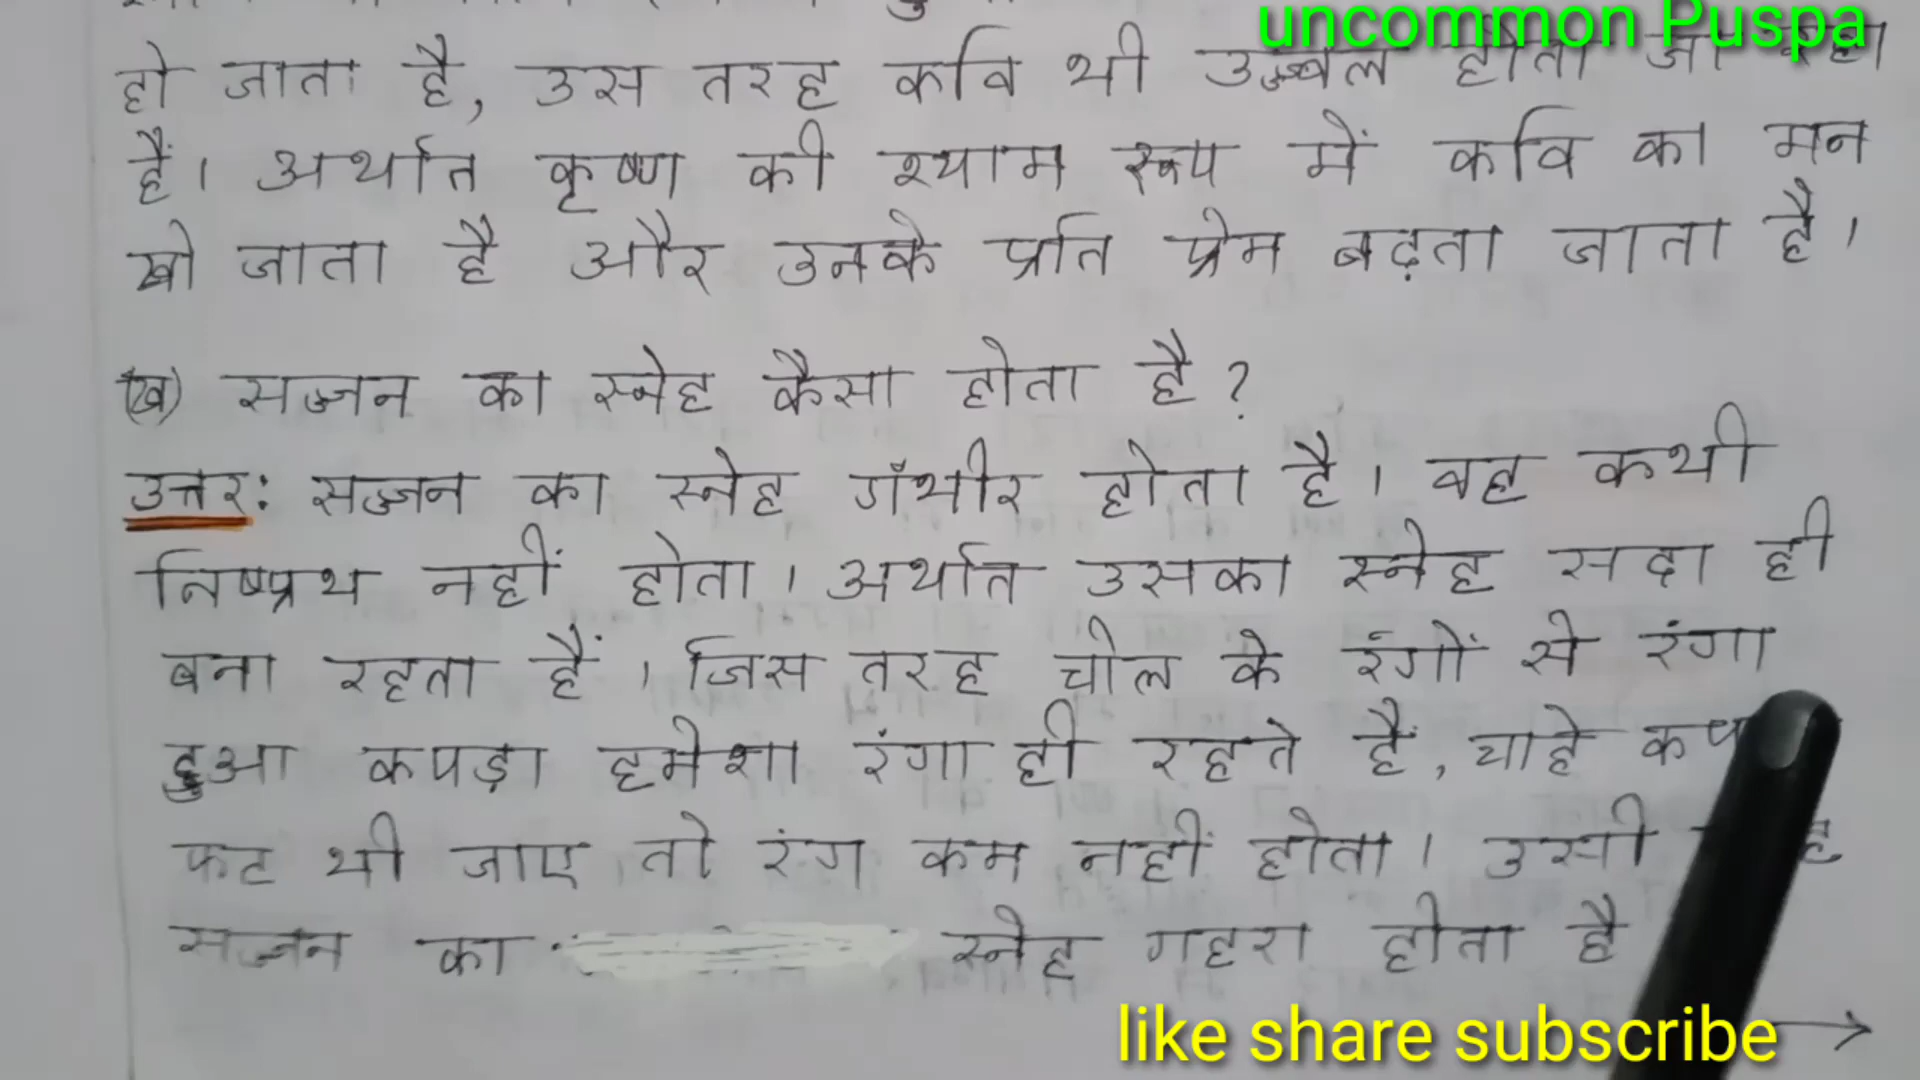 uncommon Puspa
हो जाता है, उस तरह कवि भी उज्ज्वल होता जा रहा
हैं। अर्थात कृष्ण की श्याम रूप में कवि का मन
खो जाता है और उनके प्रति प्रेम बढ़ता जाता है।
(ख) सज्जन का स्नेह कैसा होता है?
उत्तर: सज्जन का स्नेह गंभीर होता है। वह कभी
निष्प्रभ नहीं होता। अर्थात उसका स्नेह सदा ही
बना रहता हैं। जिस तरह चोल के रंगों से रंगा
हुआ कपड़ा हमेशा रंगा ही रहते हैं, चाहे
फट भी जाए तो रंग कम नहीं होता। उसी
सज्जन का स्नेह गहरा होता है
like share subscribe →